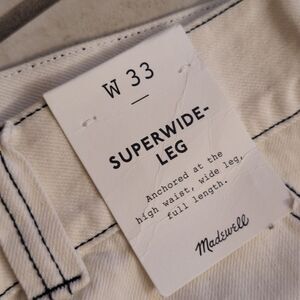 W 33
SUPERWIDE-
LEG
Anchored at the
high waist, wide leg,
full length.
Madewell